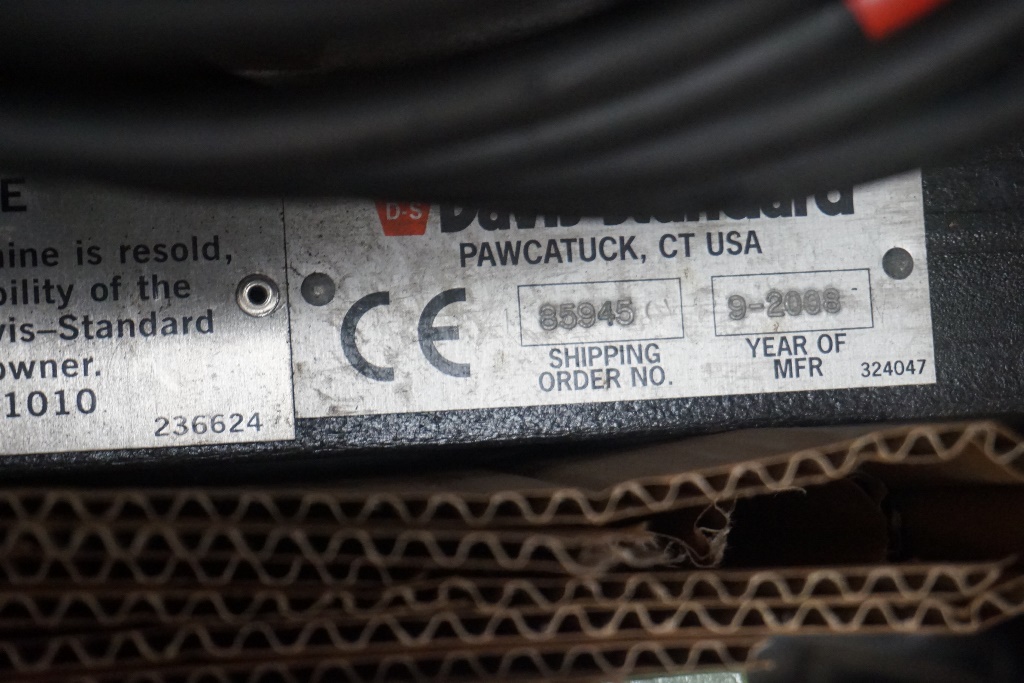 E
hine is resold,
bility of the
vis-Standard
owner.
1010
236624
D-S Davis-Standard
PAWCATUCK, CT USA
CE
85945
SHIPPING
ORDER NO.
9-2008
YEAR OF
MFR
324047